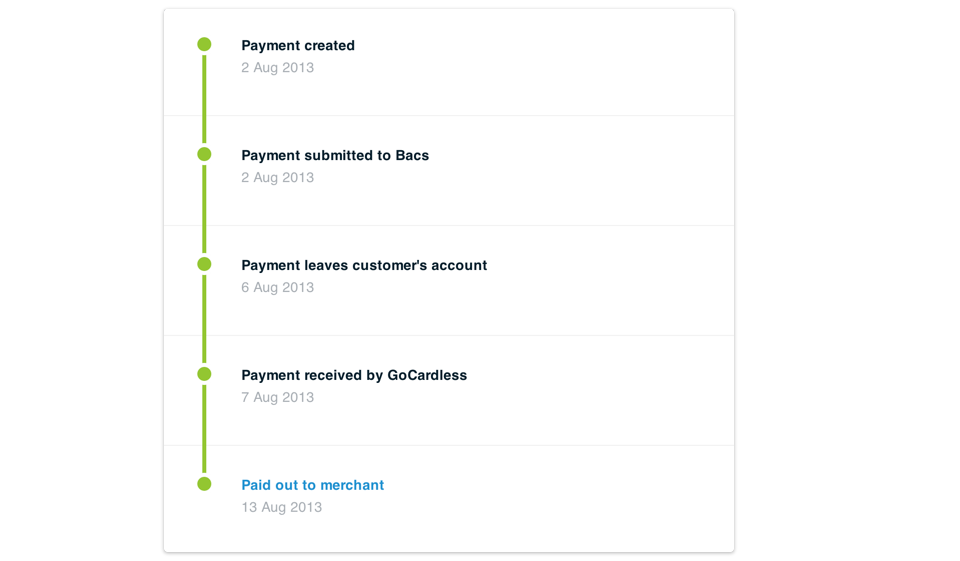 Payment created
2 Aug 2013
Payment submitted to Bacs
2 Aug 2013
Payment leaves customer's account
6 Aug 2013
Payment received by GoCardless
7 Aug 2013
Paid out to merchant
13 Aug 2013